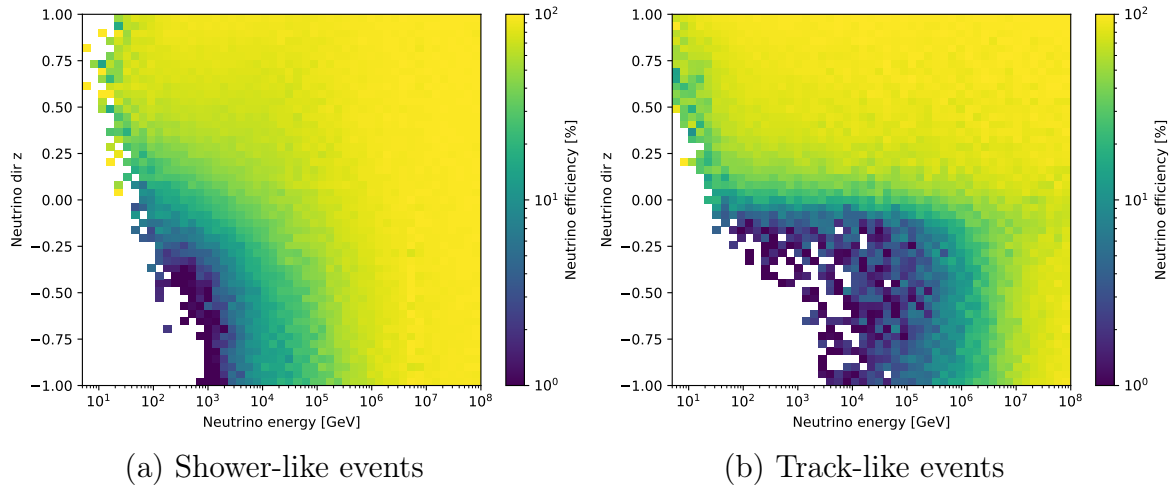 1.00
0.75
0.50
0.25
0.00
−0.25
−0.50
−0.75
−1.00
Neutrino dir z
10¹ 10² 10³ 10⁴ 10⁵ 10⁶ 10⁷ 10⁸
Neutrino energy [GeV]
10²
10¹
10⁰
Neutrino efficiency [%]
(a) Shower-like events
1.00
0.75
0.50
0.25
0.00
−0.25
−0.50
−0.75
−1.00
Neutrino dir z
10¹ 10² 10³ 10⁴ 10⁵ 10⁶ 10⁷ 10⁸
Neutrino energy [GeV]
10²
10¹
10⁰
Neutrino efficiency [%]
(b) Track-like events